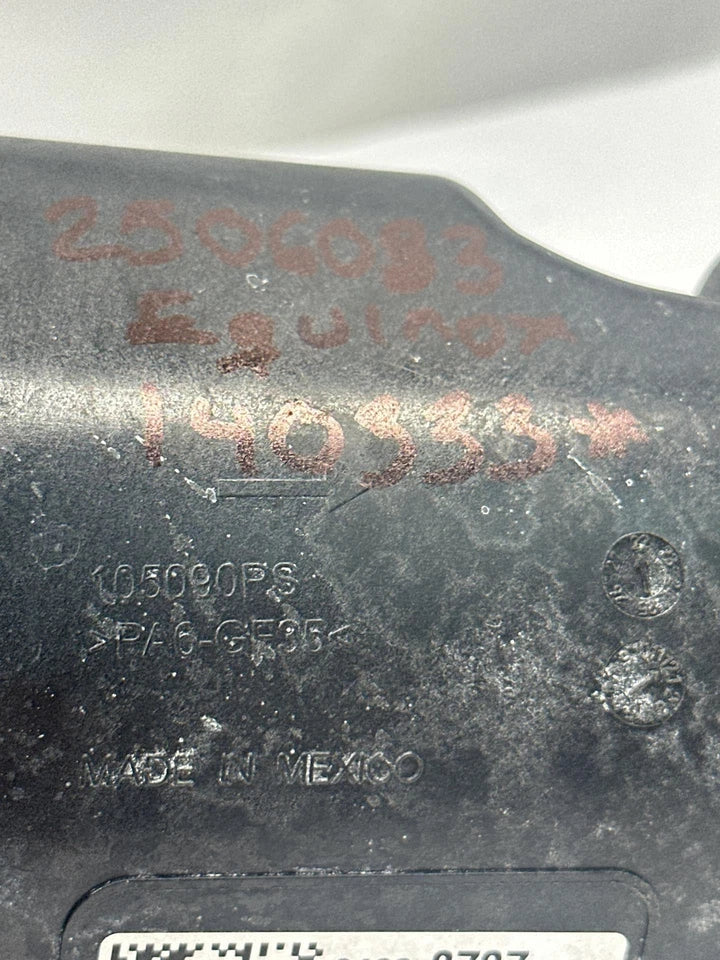 2506083
Equinox
140333*
105090PS
>PA6-GF35<
MADE IN MEXICO